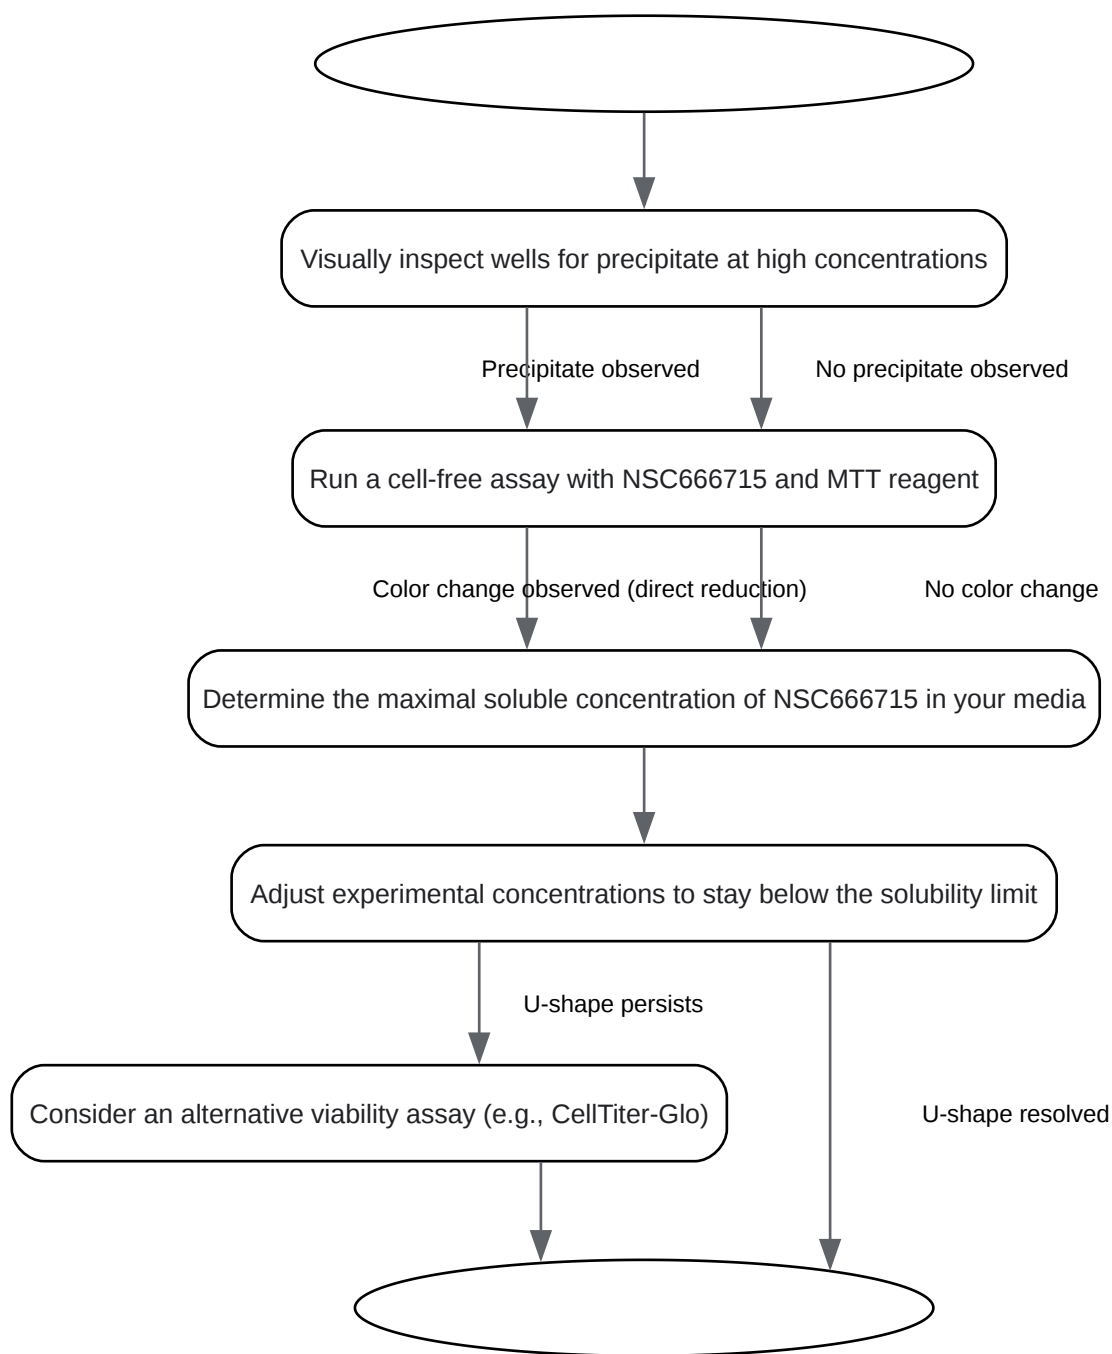 Visually inspect wells for precipitate at high concentrations
Precipitate observed
No precipitate observed
Run a cell-free assay with NSC666715 and MTT reagent
Color change observed (direct reduction)
No color change
Determine the maximal soluble concentration of NSC666715 in your media
Adjust experimental concentrations to stay below the solubility limit
U-shape persists
Consider an alternative viability assay (e.g., CellTiter-Glo)
U-shape resolved